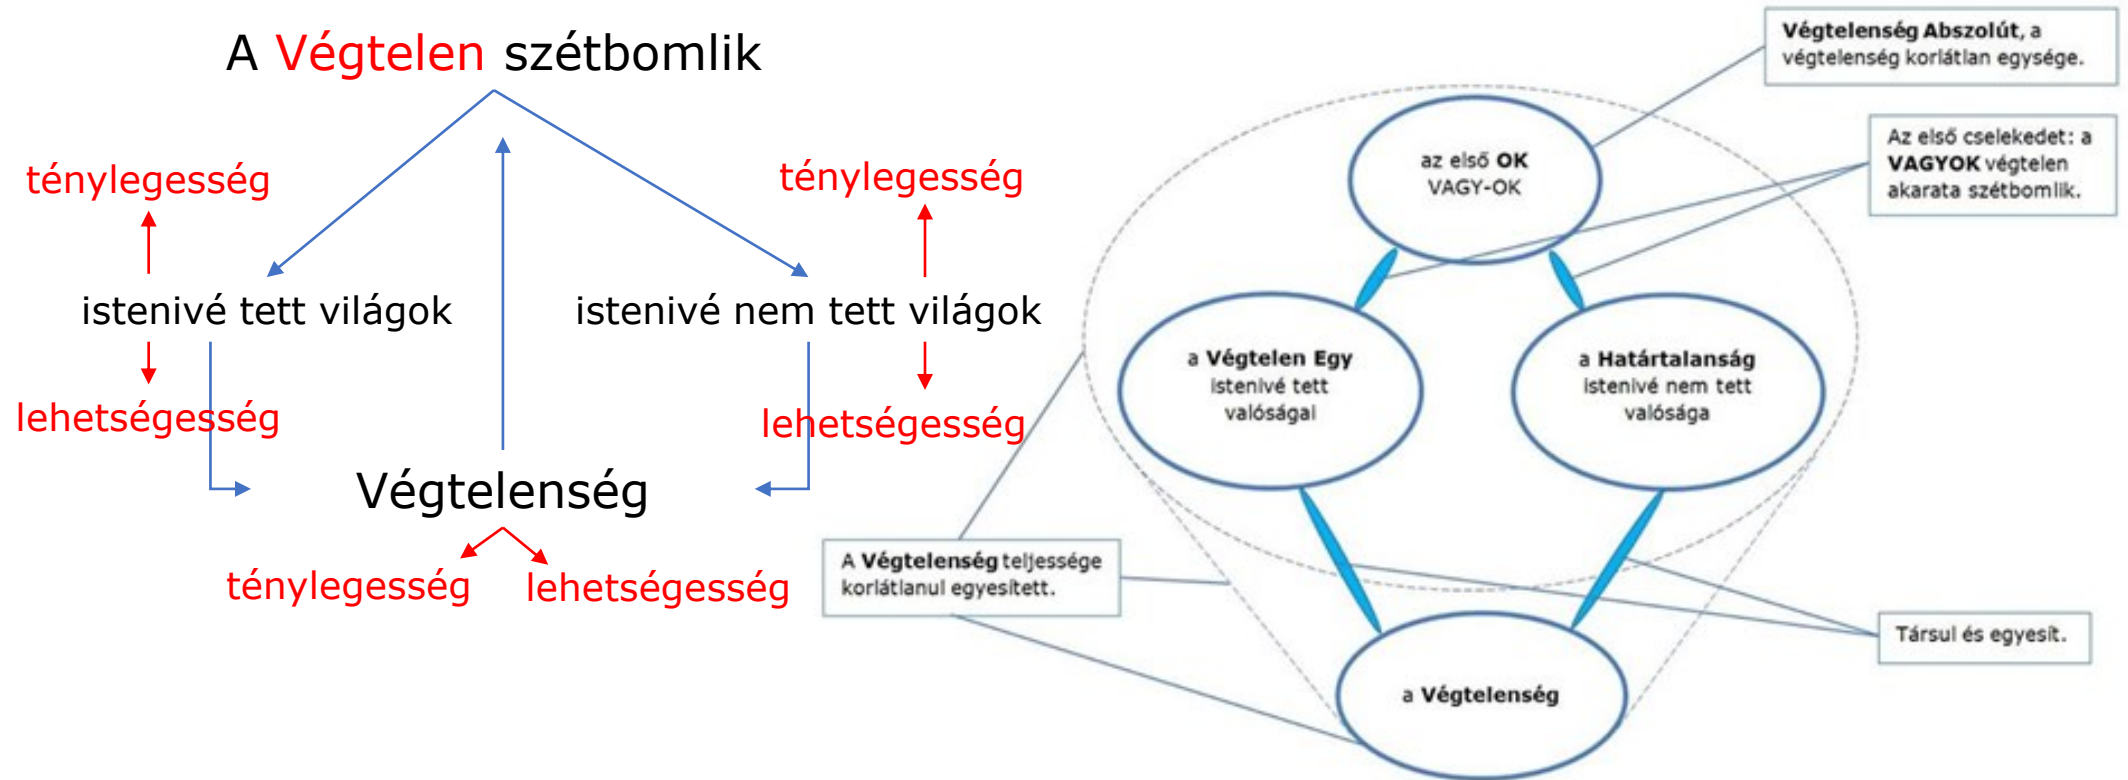 A Végtelen szétbomlik
ténylegesség
ténylegesség
istenivé tett világok
istenivé nem tett világok
lehetségesség
lehetségesség
Végtelenség
ténylegesség
lehetségesség
Végtelenség Abszolút, a
végtelenség korlátlan egysége.
az első OK
VAGY-OK
Az első cselekedet: a
VAGYOK végtelen
akarata szétbomlik.
a Végtelen Egy
istenivé tett
valóságai
a Határtalanság
istenivé nem tett
valósága
A Végtelenség teljessége
korlátlanul egyesített.
Társul és egyesít.
a Végtelenség